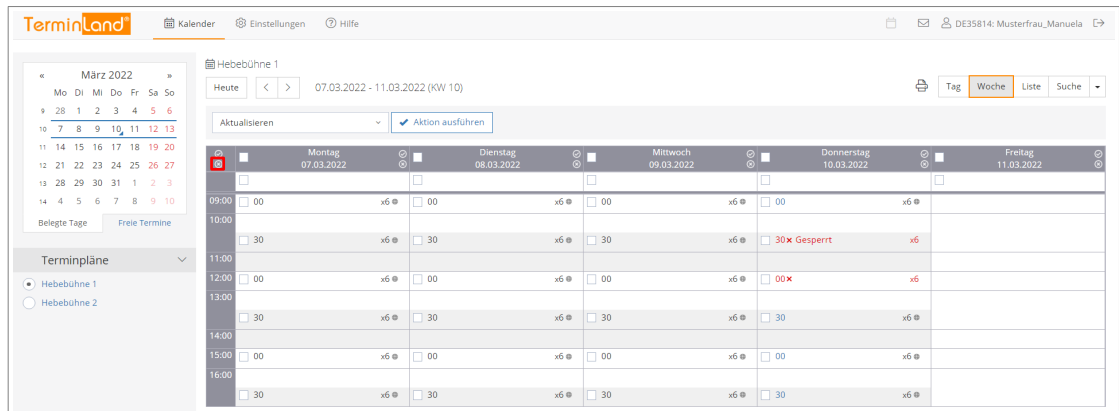 Terminland® Kalender Einstellungen Hilfe DE35814: Musterfrau_Manuela
« März 2022 »
Mo Di Mi Do Fr Sa So
9 28 1 2 3 4 5 6
10 7 8 9 10 11 12 13
11 14 15 16 17 18 19 20
12 21 22 23 24 25 26 27
13 28 29 30 31 1 2 3
14 4 5 6 7 8 9 10
Belegte Tage Freie Termine
Terminpläne
Hebebühne 1
Hebebühne 2
Hebebühne 1
Heute < > 07.03.2022 - 11.03.2022 (KW 10) Tag Woche Liste Suche
Aktualisieren Aktion ausführen
Montag Dienstag Mittwoch Donnerstag Freitag
07.03.2022 08.03.2022 09.03.2022 10.03.2022 11.03.2022
09:00 00 x6 00 x6 00 x6 00 x6
10:00
30 x6 30 x6 30 x6 30 x Gesperrt x6
11:00
12:00 00 x6 00 x6 00 x6 00 x x6
13:00
30 x6 30 x6 30 x6 30 x6
14:00
15:00 00 x6 00 x6 00 x6 00 x6
16:00
30 x6 30 x6 30 x6 30 x6